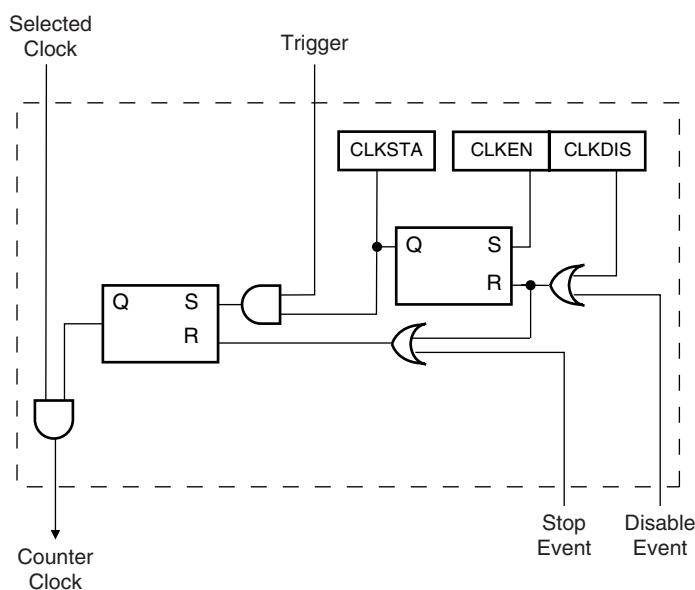 Selected
Clock
Trigger
CLKSTA
CLKEN
CLKDIS
Q
S
R
Q
S
R
Stop
Event
Disable
Event
Counter
Clock